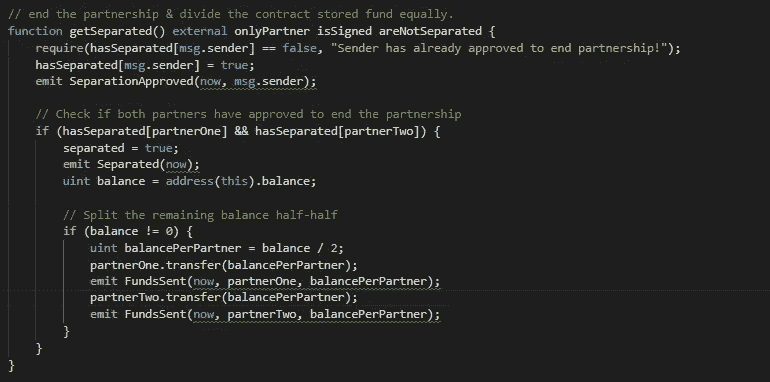 // end the partnership & divide the contract stored fund equally.
function getSeparated() external onlyPartner isSigned areNotSeparated {
    require(hasSeparated[msg.sender] == false, "Sender has already approved to end partnership!");
    hasSeparated[msg.sender] = true;
    emit SeparationApproved(now, msg.sender);

    // Check if both partners have approved to end the partnership
    if (hasSeparated[partnerOne] && hasSeparated[partnerTwo]) {
        separated = true;
        emit Separated(now);
        uint balance = address(this).balance;

        // Split the remaining balance half-half
        if (balance != 0) {
            uint balancePerPartner = balance / 2;
            partnerOne.transfer(balancePerPartner);
            emit FundsSent(now, partnerOne, balancePerPartner);
            partnerTwo.transfer(balancePerPartner);
            emit FundsSent(now, partnerTwo, balancePerPartner);
        }
    }
}